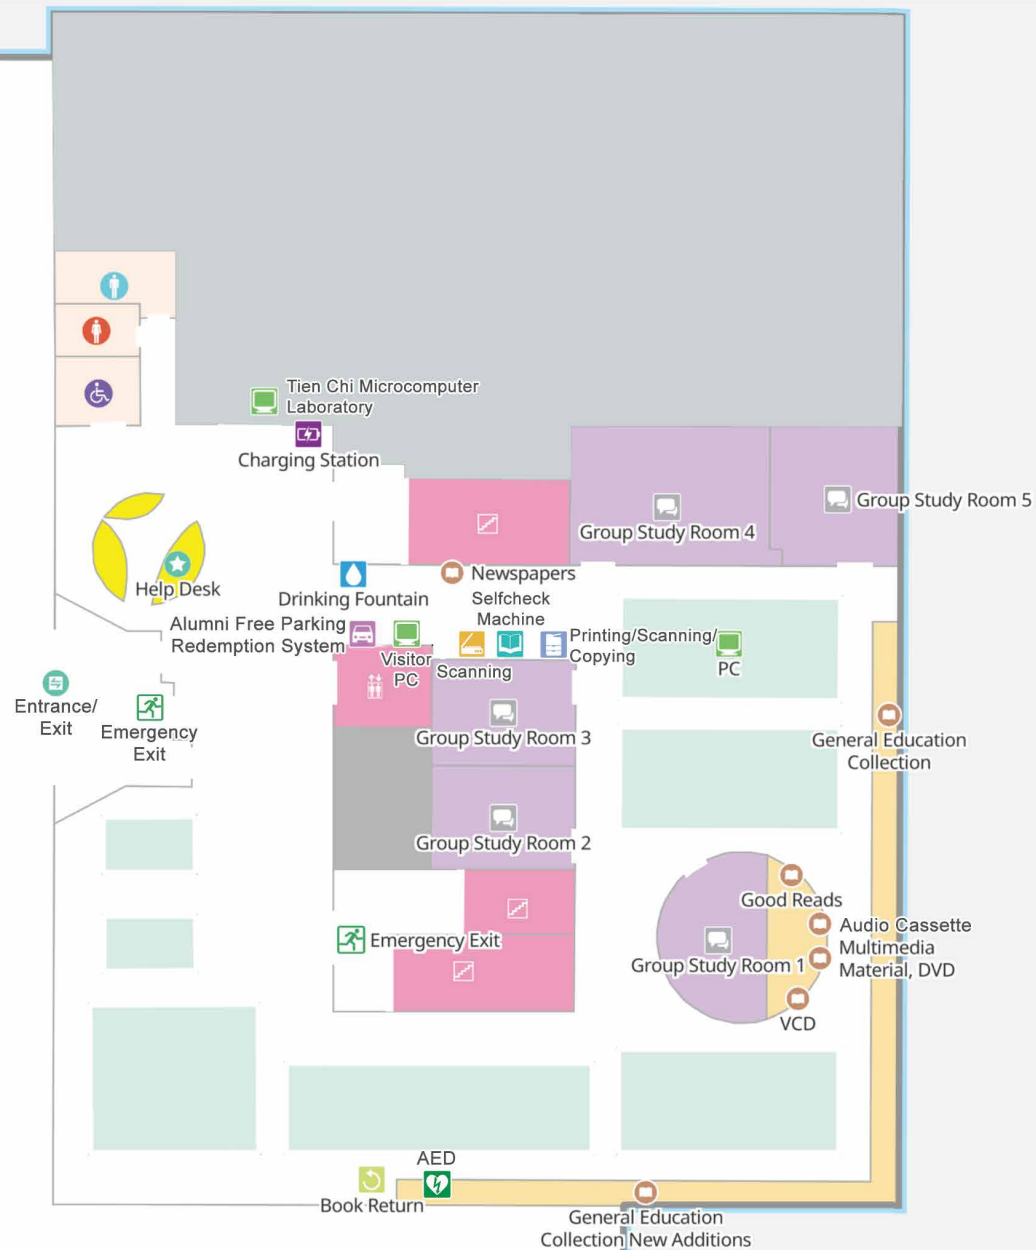 Tien Chi Microcomputer
Laboratory
Charging Station
Group Study Room 4
Group Study Room 5
Help Desk
Drinking Fountain
Newspapers
Alumni Free Parking
Redemption System
Visitor
PC
Selfcheck
Machine
Scanning
Printing/Scanning/
Copying
PC
Entrance/
Exit
Emergency
Exit
Group Study Room 3
General Education
Collection
Group Study Room 2
Good Reads
Emergency Exit
Group Study Room 1
Audio Cassette
Multimedia
Material, DVD
VCD
AED
Book Return
General Education
Collection New Additions